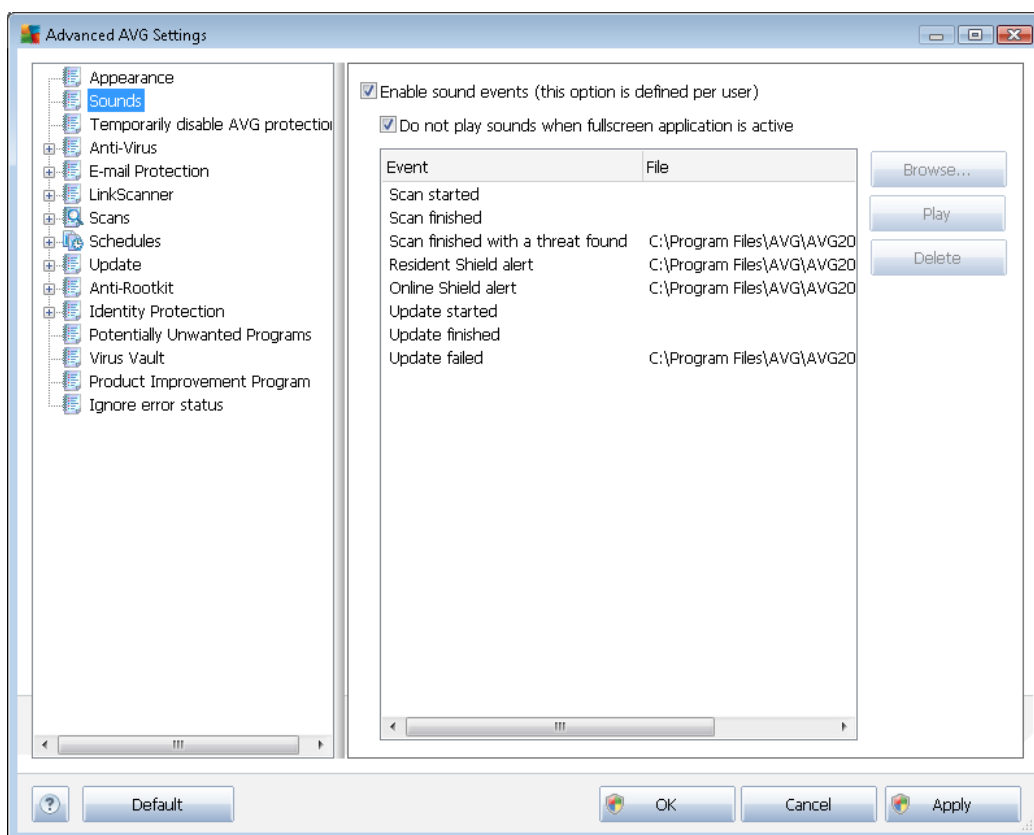 Advanced AVG Settings
Appearance
Sounds
Temporarily disable AVG protection
Anti-Virus
E-mail Protection
LinkScanner
Scans
Schedules
Update
Anti-Rootkit
Identity Protection
Potentially Unwanted Programs
Virus Vault
Product Improvement Program
Ignore error status
Enable sound events (this option is defined per user)
Do not play sounds when fullscreen application is active
Event File
Scan started
Scan finished
Scan finished with a threat found C:\Program Files\AVG\AVG20
Resident Shield alert C:\Program Files\AVG\AVG20
Online Shield alert C:\Program Files\AVG\AVG20
Update started
Update finished
Update failed C:\Program Files\AVG\AVG20
Browse...
Play
Delete
? Default OK Cancel Apply